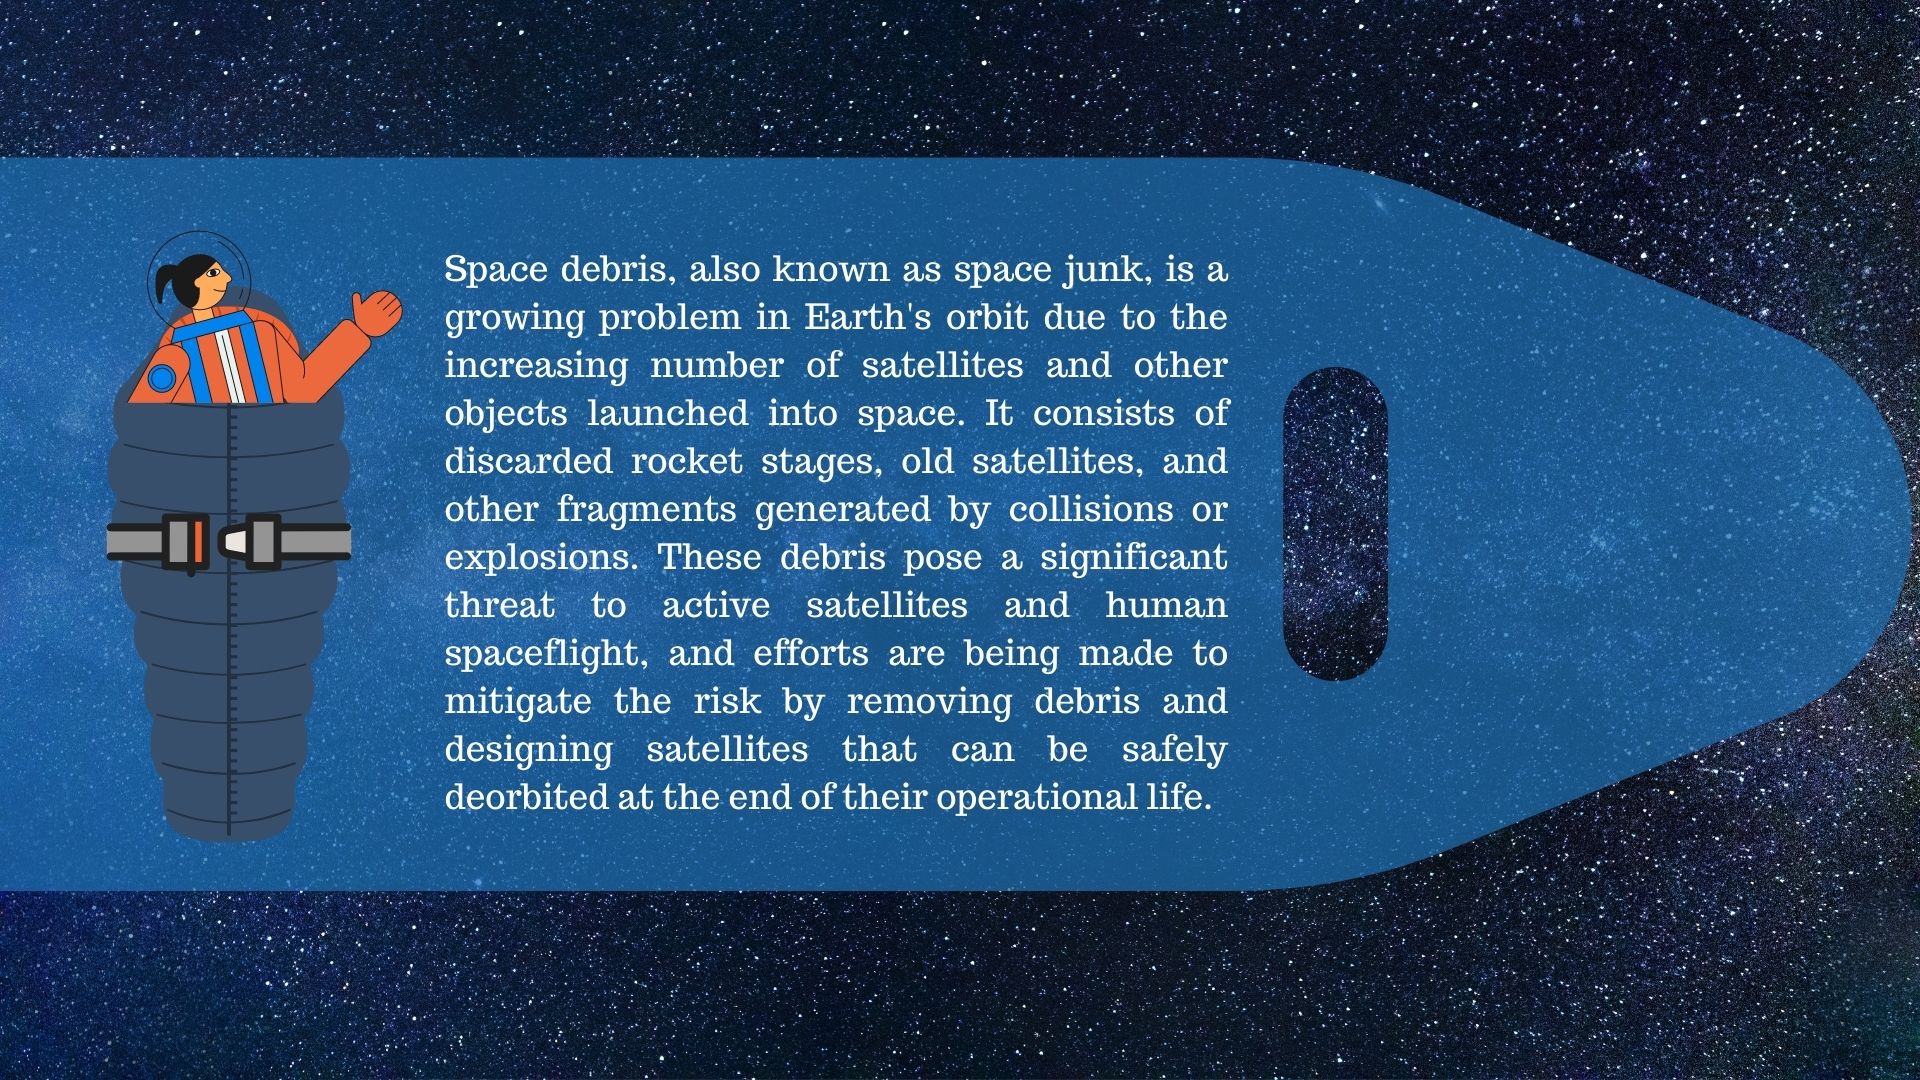 Space debris, also known as space junk, is a
growing problem in Earth's orbit due to the
increasing number of satellites and other
objects launched into space. It consists of
discarded rocket stages, old satellites, and
other fragments generated by collisions or
explosions. These debris pose a significant
threat to active satellites and human
spaceflight, and efforts are being made to
mitigate the risk by removing debris and
designing satellites that can be safely
deorbited at the end of their operational life.